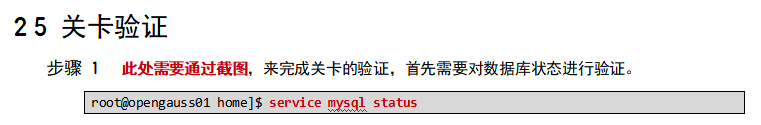 25 关卡验证
步骤 1 此处需要通过截图，来完成关卡的验证，首先需要对数据库状态进行验证。
root@opengauss01 home]$ service mysql status